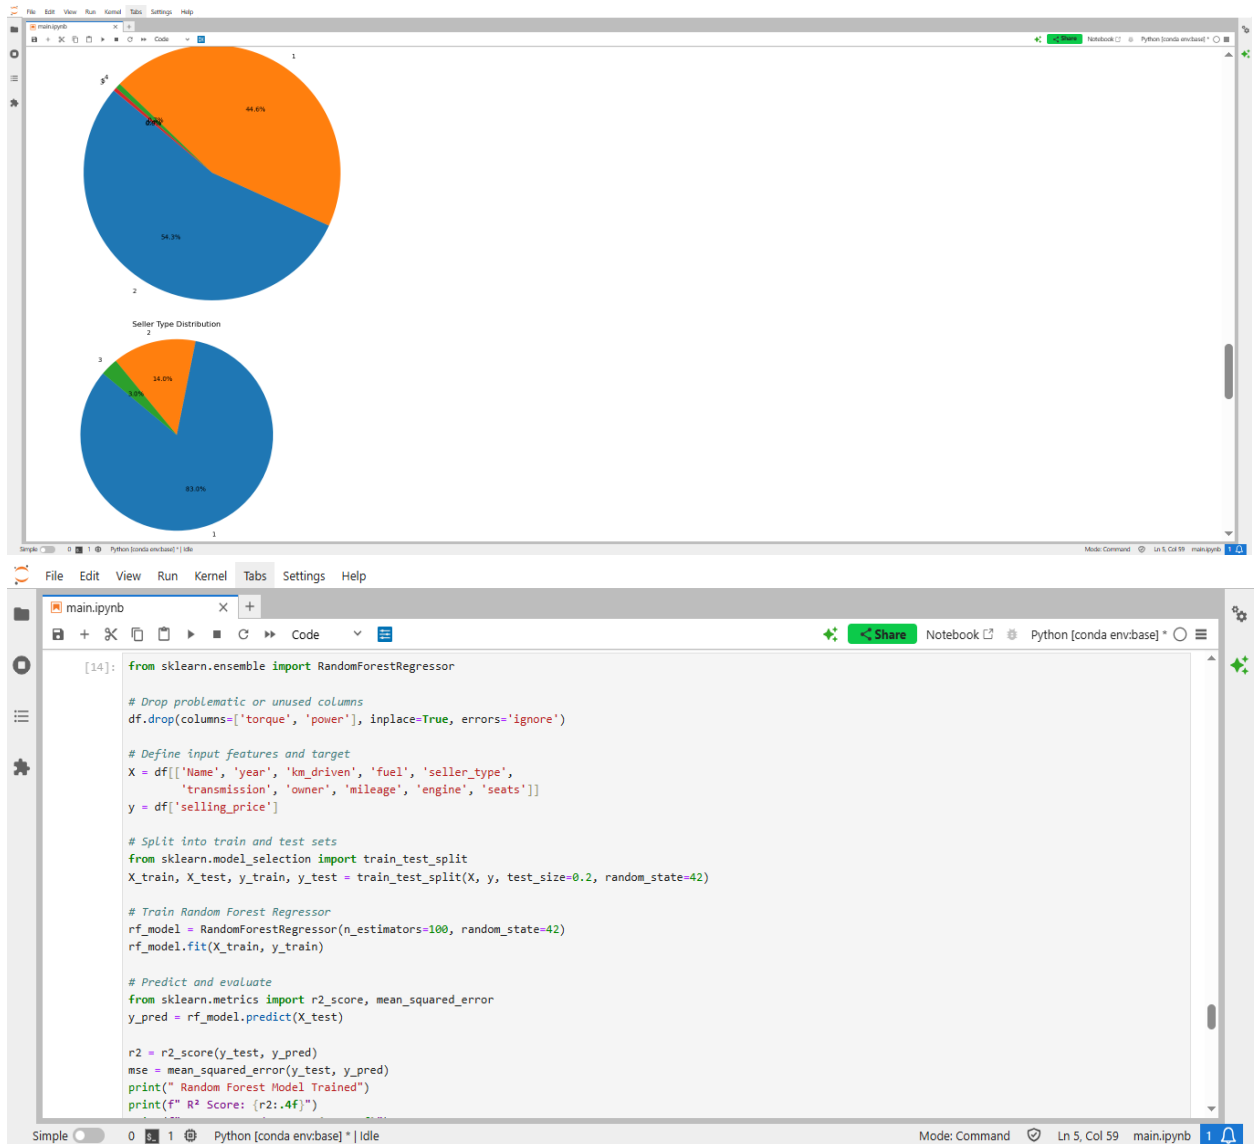 File Edit View Run Kernel Tabs Settings Help
main.ipynb × +
Code
Share Notebook Python [conda env:base] *
1
4
44.6%
54.3%
2
Seller Type Distribution
2
3
14.0%
3.0%
83.0%
1
Simple 0 1 Python [conda env:base] * | Idle
Mode: Command Ln 5, Col 59 main.ipynb 1
File Edit View Run Kernel Tabs Settings Help
main.ipynb × +
Code
Share Notebook Python [conda env:base] *
[14]: from sklearn.ensemble import RandomForestRegressor
# Drop problematic or unused columns
df.drop(columns=['torque', 'power'], inplace=True, errors='ignore')
# Define input features and target
X = df[['Name', 'year', 'km_driven', 'fuel', 'seller_type',
'transmission', 'owner', 'mileage', 'engine', 'seats']]
y = df['selling_price']
# Split into train and test sets
from sklearn.model_selection import train_test_split
X_train, X_test, y_train, y_test = train_test_split(X, y, test_size=0.2, random_state=42)
# Train Random Forest Regressor
rf_model = RandomForestRegressor(n_estimators=100, random_state=42)
rf_model.fit(X_train, y_train)
# Predict and evaluate
from sklearn.metrics import r2_score, mean_squared_error
y_pred = rf_model.predict(X_test)
r2 = r2_score(y_test, y_pred)
mse = mean_squared_error(y_test, y_pred)
print(" Random Forest Model Trained")
print(f" R² Score: {r2:.4f}")
Simple 0 1 Python [conda env:base] * | Idle
Mode: Command Ln 5, Col 59 main.ipynb 1